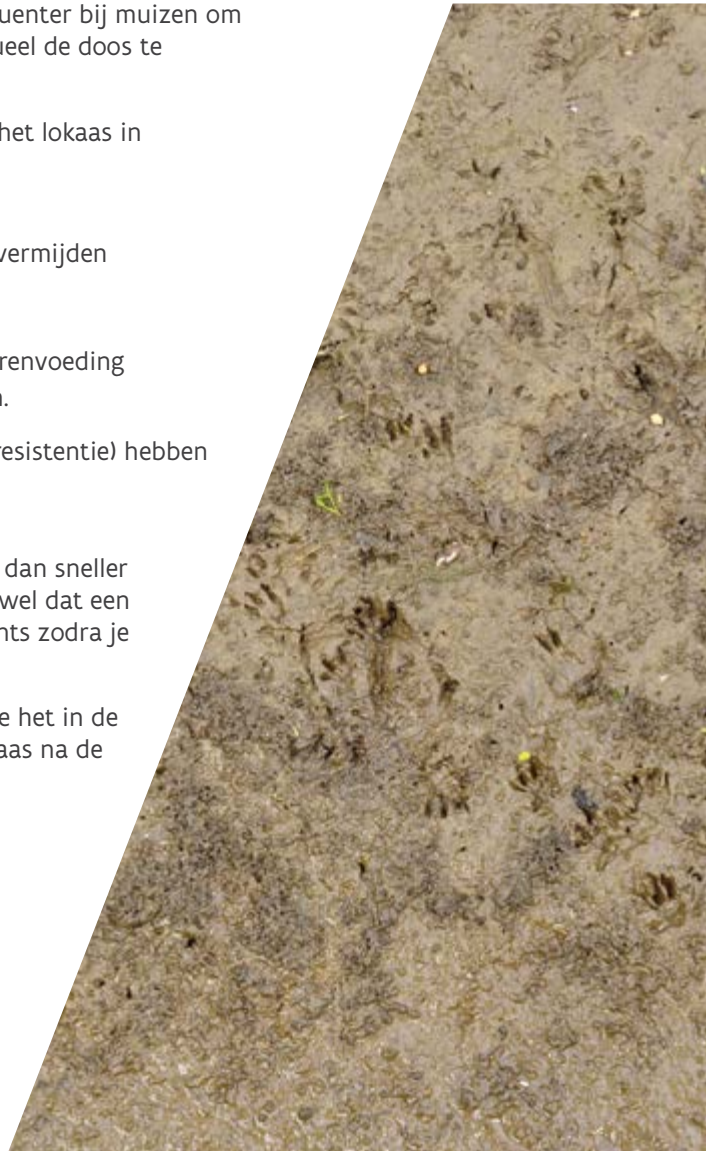 uenter bij muizen om
ueel de doos te
het lokaas in
vermijden
renvoeding
resistentie) hebben
dan sneller
wel dat een
nts zodra je
e het in de
aas na de